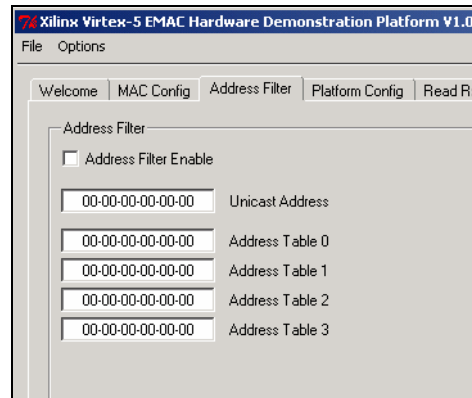 Xilinx Virtex-5 EMAC Hardware Demonstration Platform V1.0
File Options
Welcome MAC Config Address Filter Platform Config Read R
Address Filter
Address Filter Enable
00-00-00-00-00-00 Unicast Address
00-00-00-00-00-00 Address Table 0
00-00-00-00-00-00 Address Table 1
00-00-00-00-00-00 Address Table 2
00-00-00-00-00-00 Address Table 3